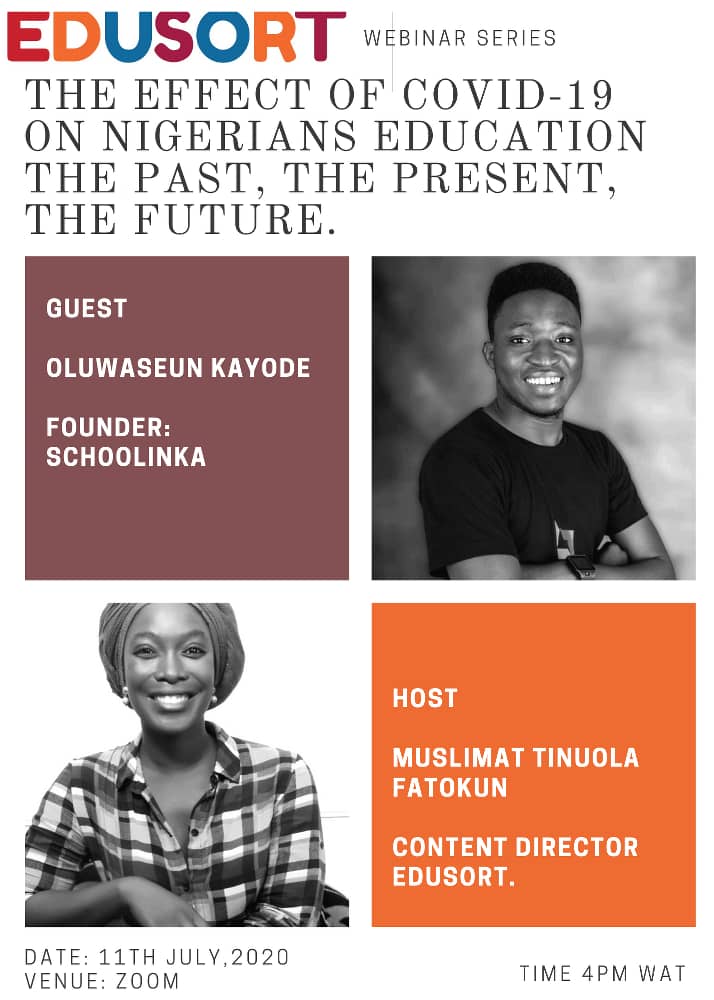 EDUSORT WEBINAR SERIES
THE EFFECT OF COVID-19
ON NIGERIANS EDUCATION
THE PAST, THE PRESENT,
THE FUTURE.
GUEST
OLUWASEUN KAYODE
FOUNDER:
SCHOOLINKA
HOST
MUSLIMAT TINUOLA
FATOKUN
CONTENT DIRECTOR
EDUSORT.
DATE: 11TH JULY,2020
VENUE: ZOOM
TIME 4PM WAT